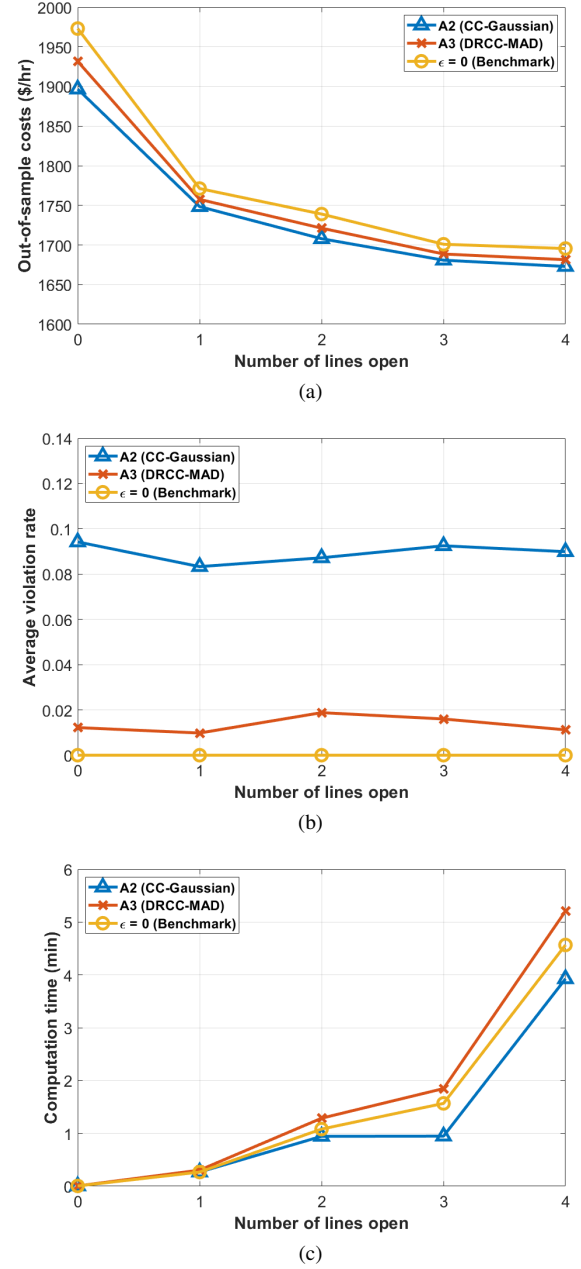 2000
1950
1900
1850
1800
1750
1700
1650
1600
Out-of-sample costs ($/hr)
A2 (CC-Gaussian)
A3 (DRCC-MAD)
ϵ = 0 (Benchmark)
0 1 2 3 4
Number of lines open
(a)
0.14
0.12
0.1
0.08
0.06
0.04
0.02
0
Average violation rate
A2 (CC-Gaussian)
A3 (DRCC-MAD)
ϵ = 0 (Benchmark)
0 1 2 3 4
Number of lines open
(b)
6
5
4
3
2
1
0
Computation time (min)
A2 (CC-Gaussian)
A3 (DRCC-MAD)
ϵ = 0 (Benchmark)
0 1 2 3 4
Number of lines open
(c)